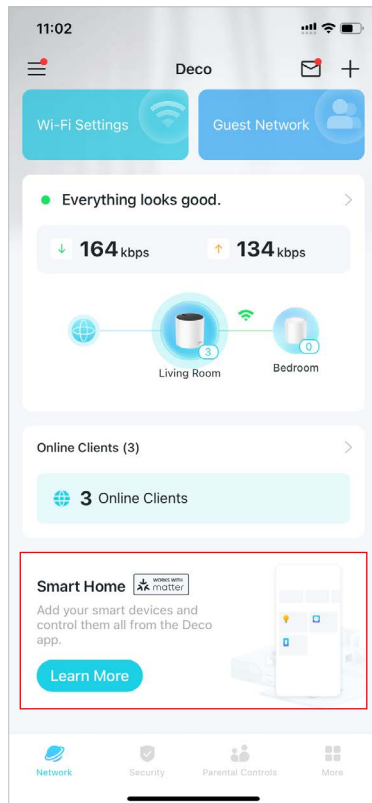 11:02
Deco
Wi-Fi Settings
Guest Network
Everything looks good.
164 kbps
134 kbps
3
0
Living Room
Bedroom
Online Clients (3)
3 Online Clients
Smart Home
WORKS WITH
matter
Add your smart devices and
control them all from the Deco
app.
Learn More
Network
Security
Parental Controls
More